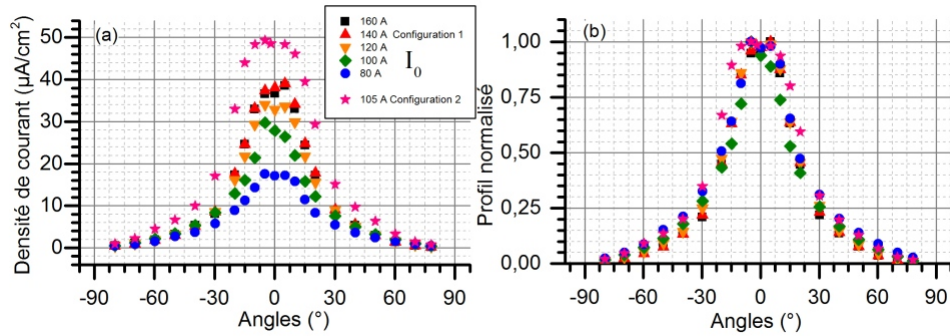 (a)
Densité de courant (µA/cm²)
50
40
30
20
10
0
-90 -60 -30 0 30 60 90
Angles (°)
160 A
140 A Configuration 1
120 A
100 A
80 A
I₀
105 A Configuration 2
(b)
Profil normalisé
1,00
0,75
0,50
0,25
0,00
-90 -60 -30 0 30 60 90
Angles (°)